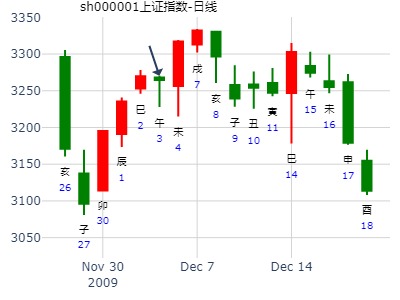 sh000001上证指数-日线
3350
3300
3250
3200
3150
3100
3050
亥
26
子
27
卯
30
辰
1
巳
2
午
3
未
4
戌
7
亥
8
子
9
丑
10
寅
11
巳
14
午
15
未
16
申
17
酉
18
Nov 30
2009
Dec 7
Dec 14